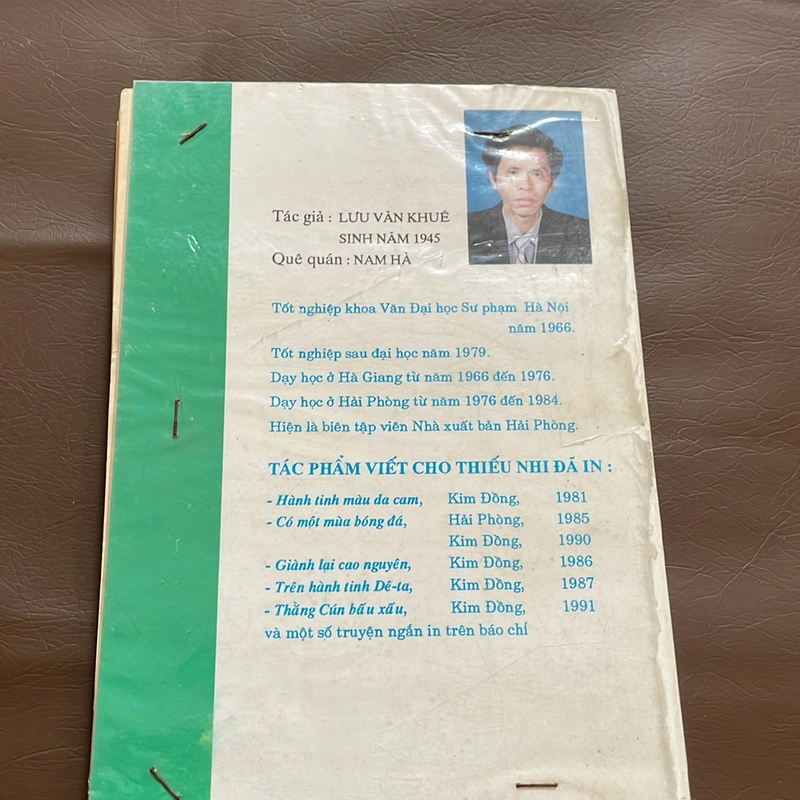 Tác giả : LƯU VĂN KHUÊ
SINH NĂM 1945
Quê quán : NAM HÀ
Tốt nghiệp khoa Văn Đại học Sư phạm Hà Nội
năm 1966.
Tốt nghiệp sau đại học năm 1979.
Dạy học ở Hà Giang từ năm 1966 đến 1976.
Dạy học ở Hải Phòng từ năm 1976 đến 1984.
Hiện là biên tập viên Nhà xuất bản Hải Phòng.
TÁC PHẨM VIẾT CHO THIẾU NHI ĐÃ IN :
- Hành tinh màu da cam, Kim Đồng, 1981
- Có một mùa bóng đá, Hải Phòng, 1985
Kim Đồng, 1990
- Giành lại cao nguyên, Kim Đồng, 1986
- Trên hành tinh Dê-ta, Kim Đồng, 1987
- Thằng Cún bấu xấu, Kim Đồng, 1991
và một số truyện ngắn in trên báo chí